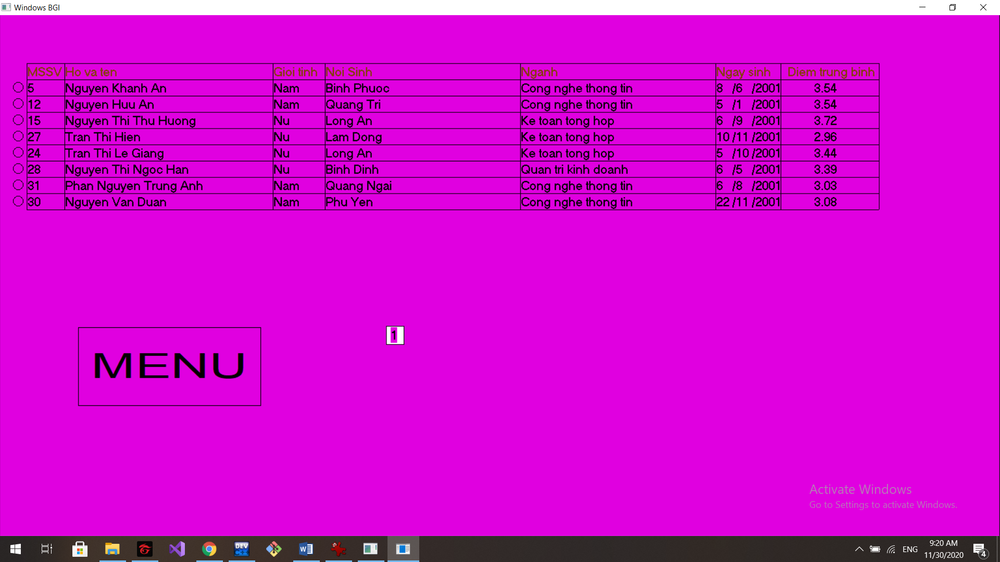 Windows BGI
MSSV Ho va ten Gioi tinh Noi Sinh Nganh Ngay sinh Diem trung binh
5 Nguyen Khanh An Nam Binh Phuoc Cong nghe thong tin 8 /6 /2001 3.54
12 Nguyen Huu An Nam Quang Tri Cong nghe thong tin 5 /1 /2001 3.54
15 Nguyen Thi Thu Huong Nu Long An Ke toan tong hop 6 /9 /2001 3.72
27 Tran Thi Hien Nu Lam Dong Ke toan tong hop 10 /11 /2001 2.96
24 Tran Thi Le Giang Nu Long An Ke toan tong hop 5 /10 /2001 3.44
28 Nguyen Thi Ngoc Han Nu Binh Dinh Quan tri kinh doanh 6 /5 /2001 3.39
31 Phan Nguyen Trung Anh Nam Quang Ngai Cong nghe thong tin 6 /8 /2001 3.03
30 Nguyen Van Duan Nam Phu Yen Cong nghe thong tin 22 /11 /2001 3.08
1
MENU
Activate Windows
Go to Settings to activate Windows.
DEV C++
W
ENG
9:20 AM
11/30/2020
4